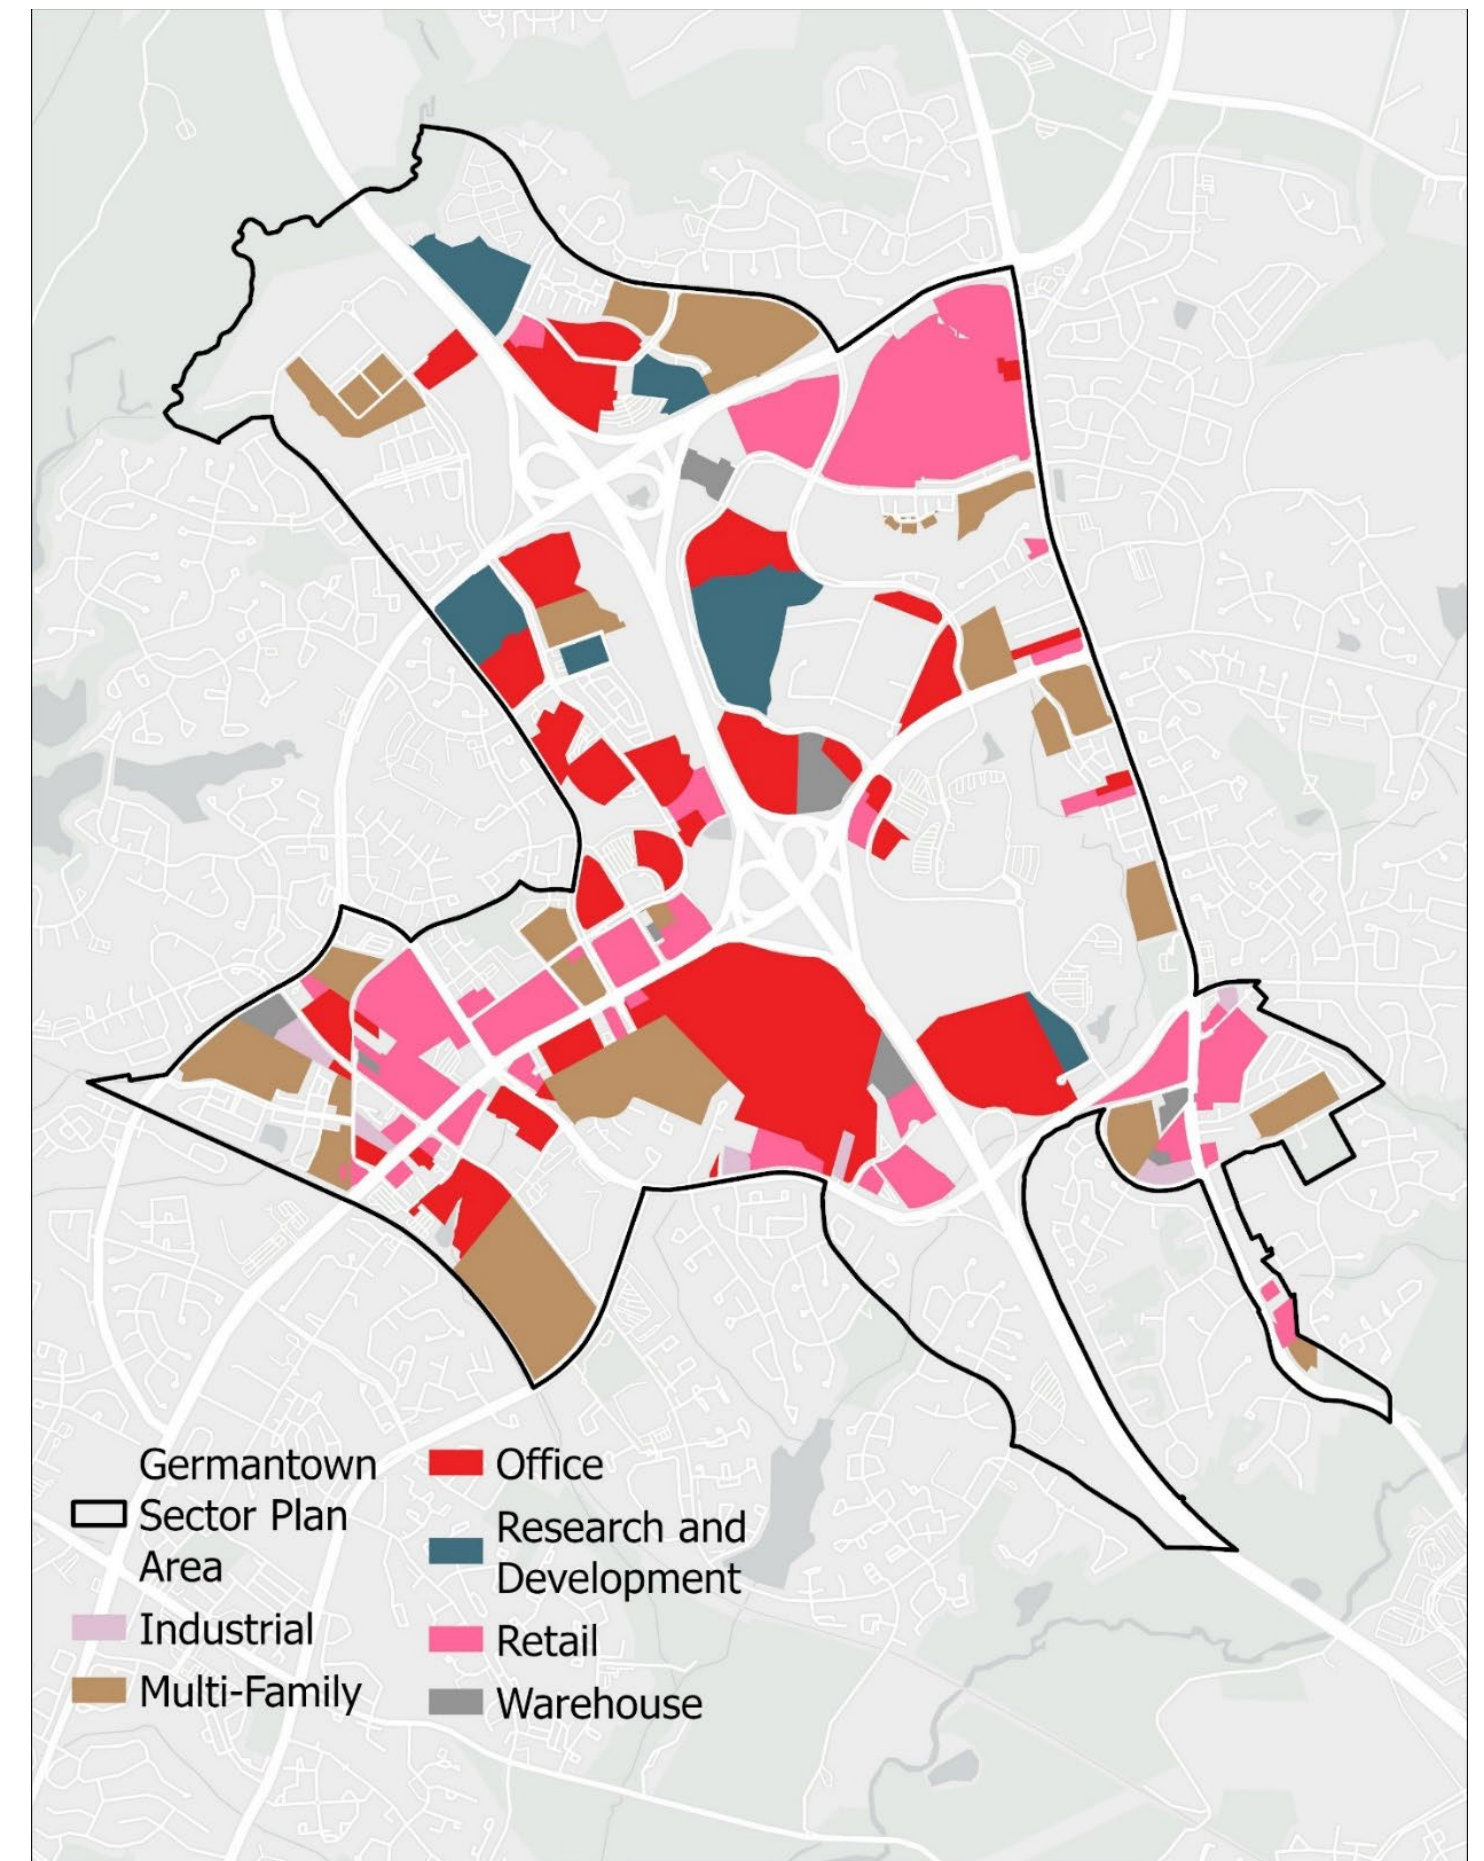 Germantown
Sector Plan
Area
Industrial
Multi-Family
Office
Research and
Development
Retail
Warehouse